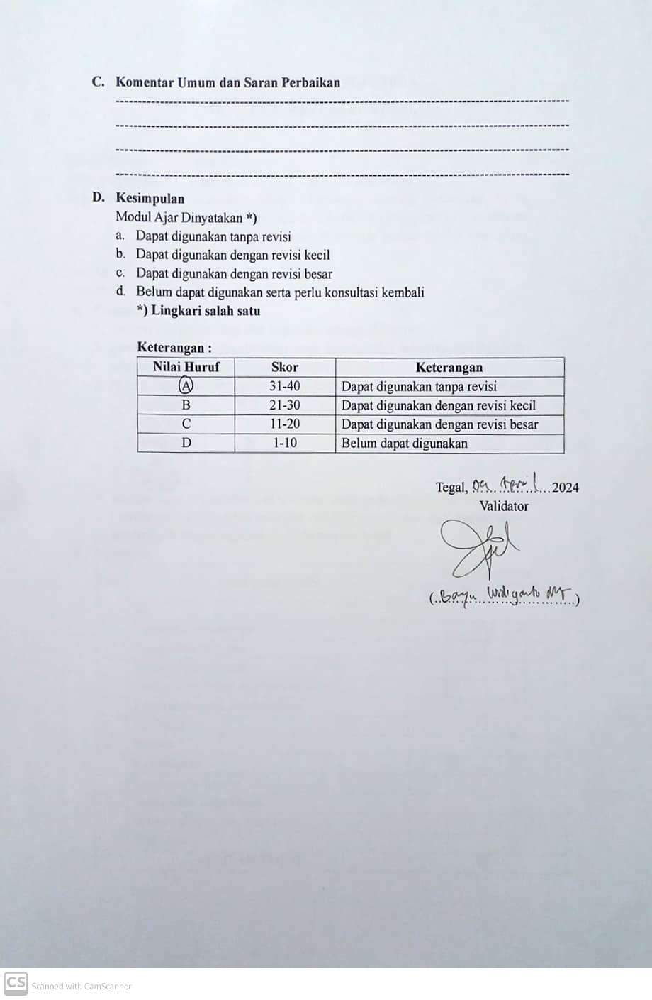 C. Komentar Umum dan Saran Perbaikan
D. Kesimpulan
Modul Ajar Dinyatakan *)
a. Dapat digunakan tanpa revisi
b. Dapat digunakan dengan revisi kecil
c. Dapat digunakan dengan revisi besar
d. Belum dapat digunakan serta perlu konsultasi kembali
*) Lingkari salah satu
Keterangan :
Nilai Huruf Skor Keterangan
A 31-40 Dapat digunakan tanpa revisi
B 21-30 Dapat digunakan dengan revisi kecil
C 11-20 Dapat digunakan dengan revisi besar
D 1-10 Belum dapat digunakan
Tegal, 09 April 2024
Validator
(Bayu Widiyanto MT)
CS Scanned with CamScanner